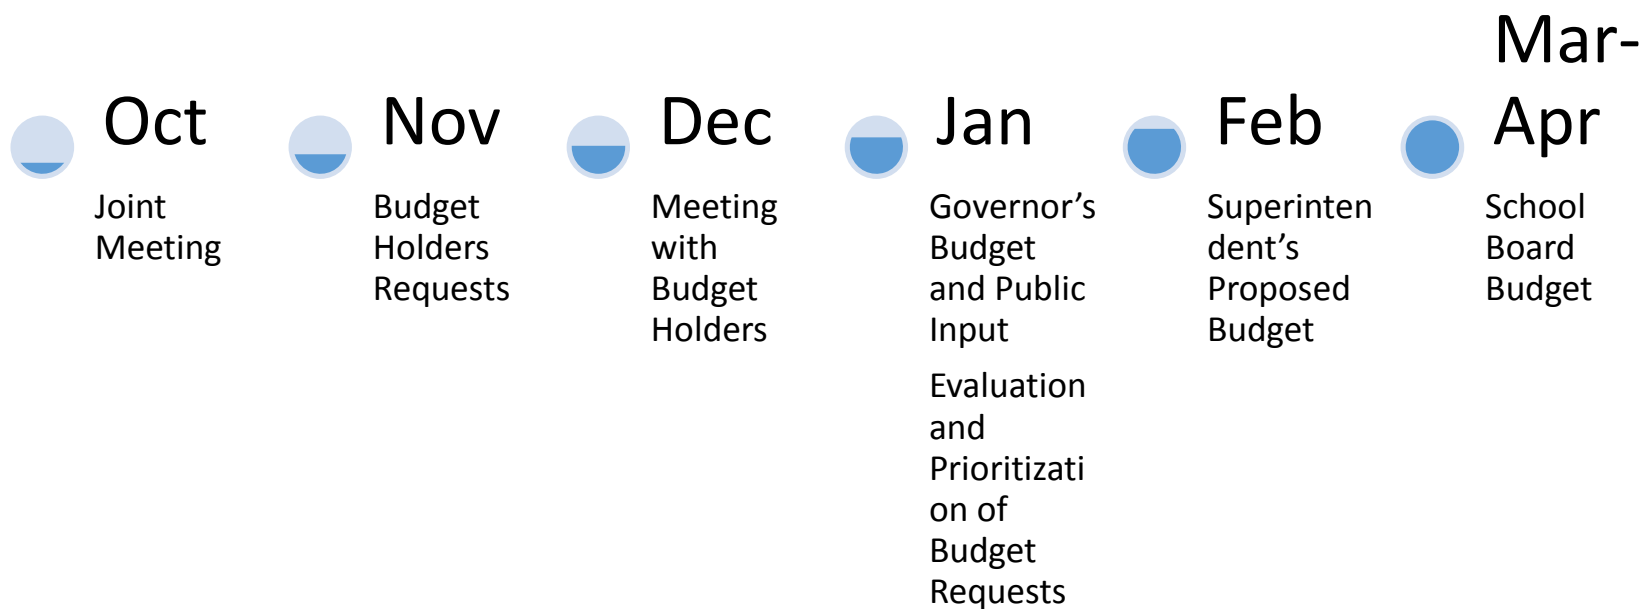 Oct
Joint
Meeting
Nov
Budget
Holders
Requests
Dec
Meeting
with
Budget
Holders
Jan
Governor’s
Budget
and Public
Input
Evaluation
and
Prioritizati
on of
Budget
Requests
Feb
Superinten
dent’s
Proposed
Budget
Mar-
Apr
School
Board
Budget